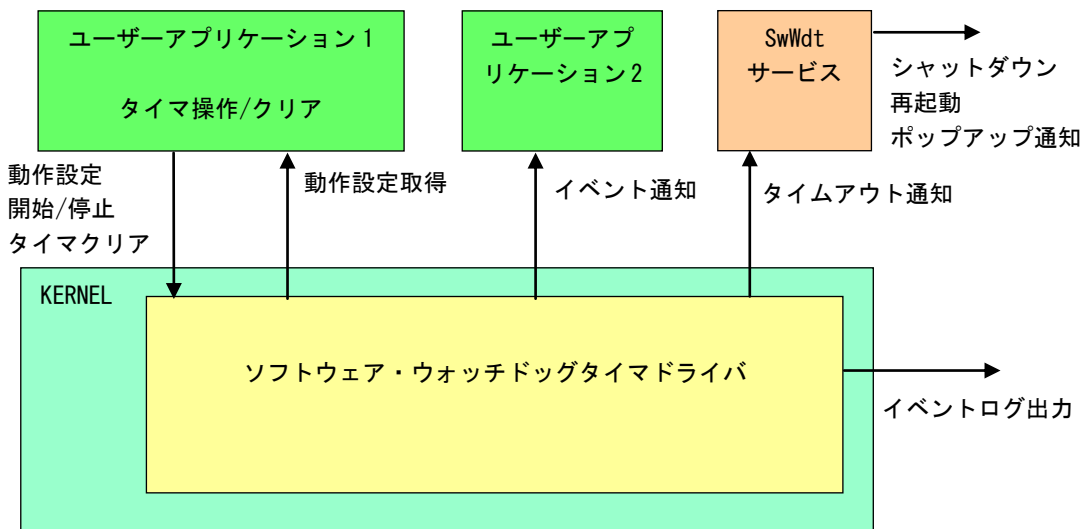 ユーザーアプリケーション1
タイマ操作/クリア
ユーザーアプ
リケーション2
SwWdt
サービス
シャットダウン
再起動
ポップアップ通知
動作設定
開始/停止
タイマクリア
動作設定取得
イベント通知
タイムアウト通知
KERNEL
ソフトウェア・ウォッチドッグタイマドライバ
イベントログ出力